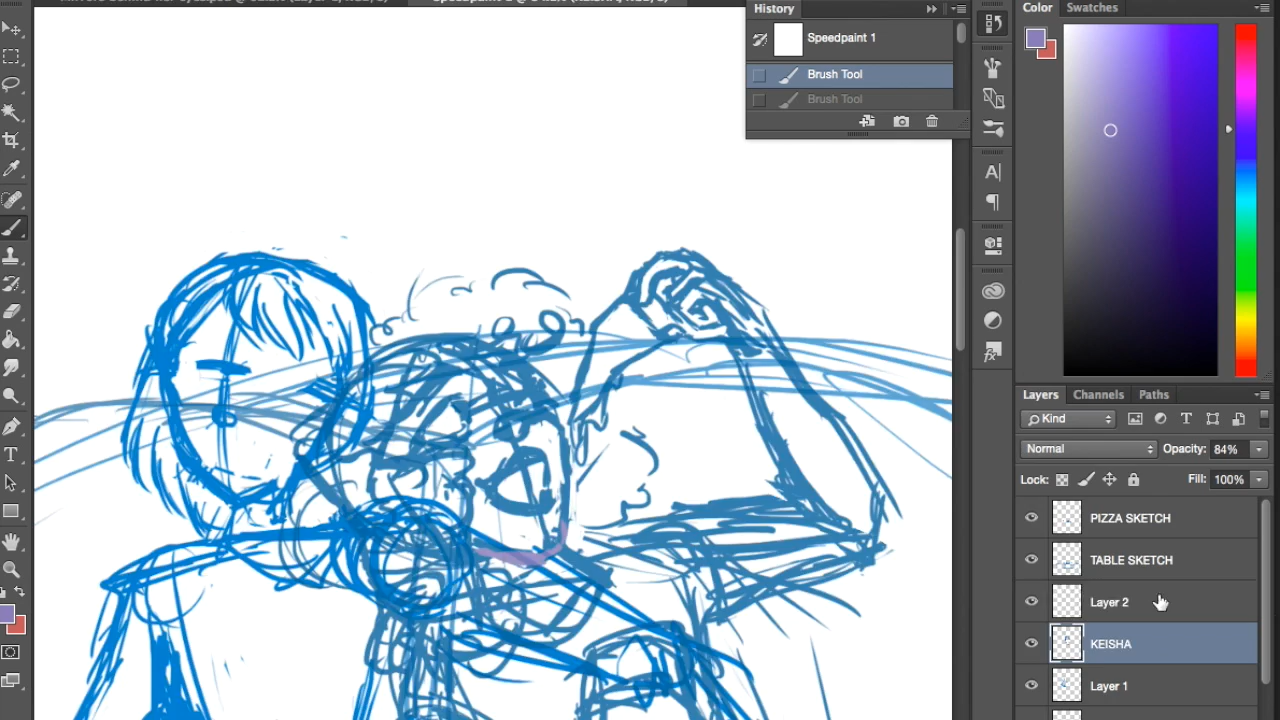 History
Speedpaint 1
Brush Tool
Brush Tool
Color
Swatches
Layers
Channels
Paths
Kind
Normal
Opacity: 84%
Lock:
Fill: 100%
PIZZA SKETCH
TABLE SKETCH
Layer 2
KEISHA
Layer 1